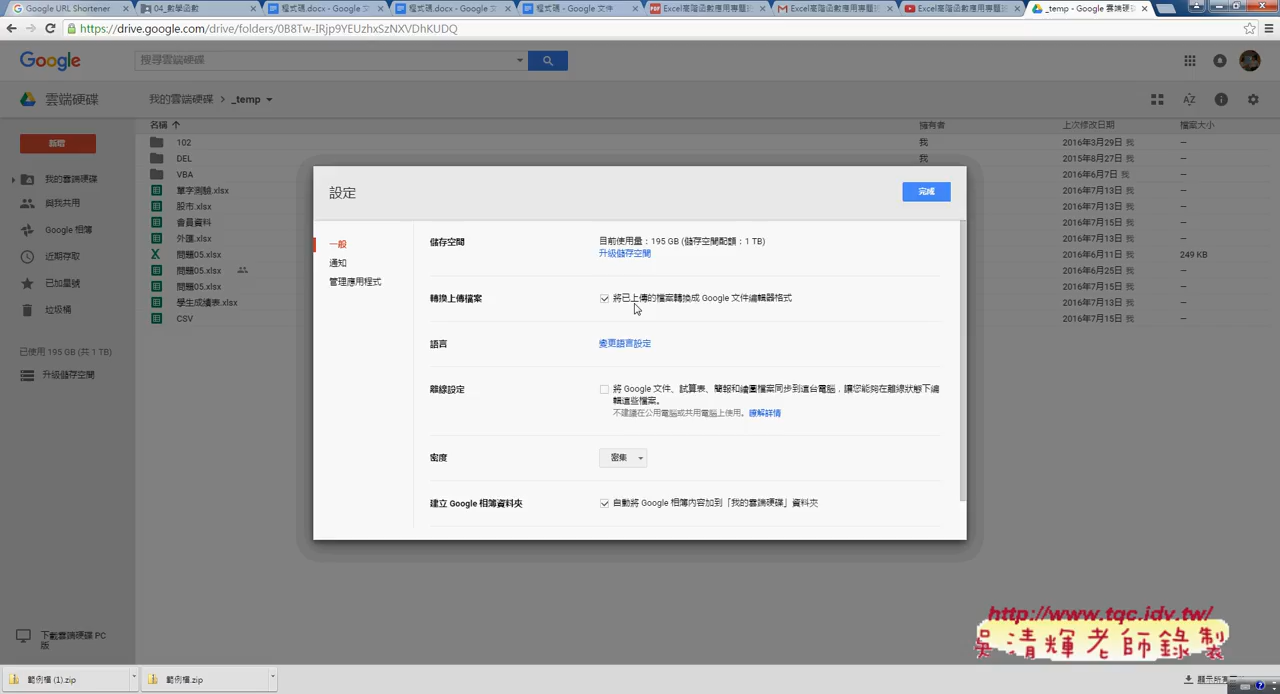 Google URL Shortener
04_數學函數
程式碼.docx - Google 文
程式碼.docx - Google 文
程式碼 - Google 文件
Excel高階函數應用專題班
Excel高階函數應用專題班
Excel高階函數應用專題班
_temp - Google 雲端硬碟
https://drive.google.com/drive/folders/0B8Tw-IRjp9YEUzhxSzNXVDhKUDQ
Google
搜尋雲端硬碟
雲端硬碟
我的雲端硬碟 > _temp
新增
我的雲端硬碟
與我共用
Google 相簿
近期存取
已加星號
垃圾桶
已使用 195 GB (共 1 TB)
升級儲存空間
下載雲端硬碟 PC
版
名稱 擁有者 上次修改日期 檔案大小
102 我 2016年3月29日 我 –
DEL 我 2015年8月27日 我 –
VBA 2016年6月7日 我 –
單字測驗.xlsx 2016年7月13日 我 –
股市.xlsx 2016年7月13日 我 –
會員資料 2016年7月15日 我 –
外匯.xlsx 2016年7月13日 我 –
問題05.xlsx 2016年6月11日 我 249 KB
問題05.xlsx 2016年6月25日 我 –
問題05.xlsx 2016年7月13日 我 –
學生成績表.xlsx 2016年7月13日 我 –
CSV 2016年7月15日 我 –
設定
完成
一般
通知
管理應用程式
儲存空間
目前使用量：195 GB (儲存空間配額：1 TB)
升級儲存空間
轉換上傳檔案
將已上傳的檔案轉換成 Google 文件編輯器格式
語言
變更語言設定
離線設定
將 Google 文件、試算表、簡報和繪圖檔案同步到這台電腦，讓您能夠在離線狀態下編
輯這些檔案。
不建議在公用電腦或共用電腦上使用。瞭解詳情
密度
密集
建立 Google 相簿資料夾
自動將 Google 相簿內容加到「我的雲端硬碟」資料夾
http://www.tqc.idv.tw/
吳清輝老師錄製
範例檔 (1).zip
範例檔.zip